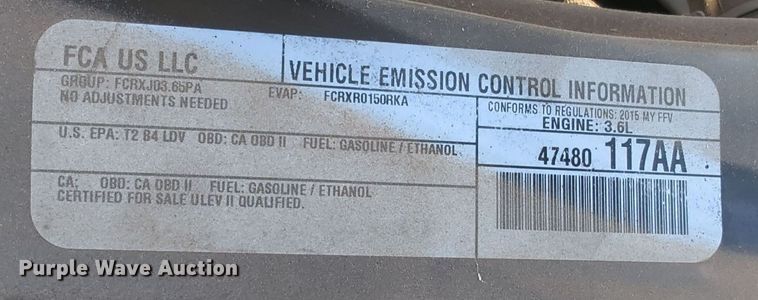 FCA US LLC
VEHICLE EMISSION CONTROL INFORMATION
GROUP: FCRXJ03.65PA EVAP: FCRXR0150RKA
NO ADJUSTMENTS NEEDED
CONFORMS TO REGULATIONS: 2015 MY FFV
ENGINE: 3.6L
U.S. EPA: T2 B4 LDV OBD: CA OBD II FUEL: GASOLINE / ETHANOL
47480 117AA
CA: OBD: CA OBD II FUEL: GASOLINE / ETHANOL
CERTIFIED FOR SALE ULEV II QUALIFIED.
Purple Wave Auction